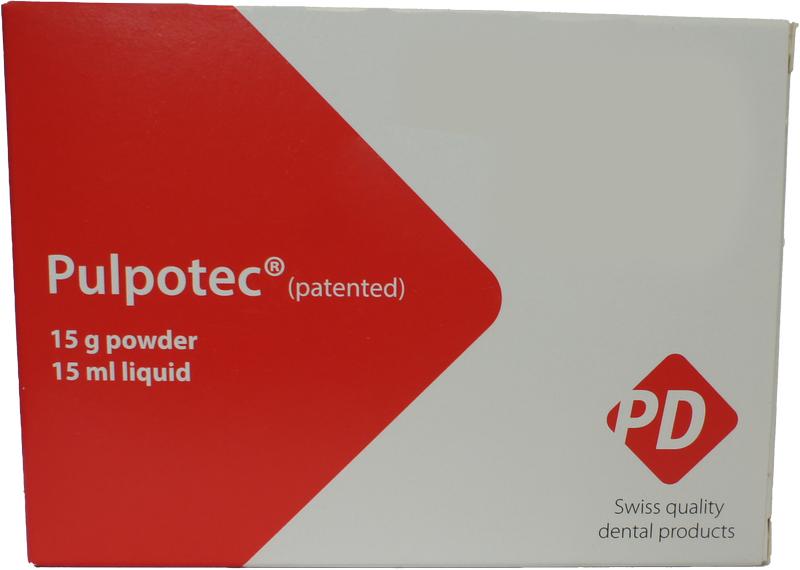 Pulpotec® (patented)
15 g powder
15 ml liquid
PD
Swiss quality
dental products